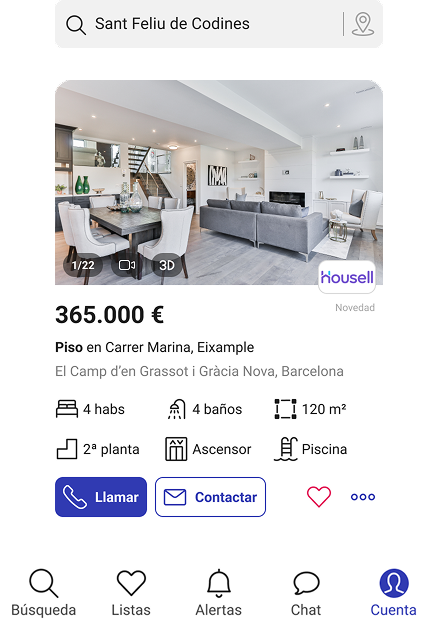 Sant Feliu de Codines
1/22
3D
housell
365.000 €
Novedad
Piso en Carrer Marina, Eixample
El Camp d’en Grassot i Gràcia Nova, Barcelona
4 habs
4 baños
120 m²
2ª planta
Ascensor
Piscina
Llamar
Contactar
Búsqueda
Listas
Alertas
Chat
Cuenta